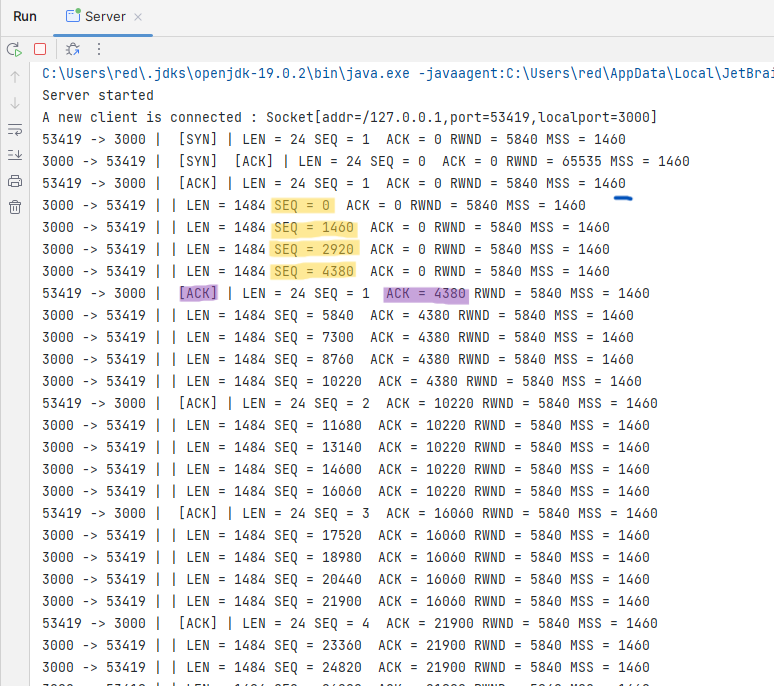 Run Server
C:\Users\red\.jdks\openjdk-19.0.2\bin\java.exe -javaagent:C:\Users\red\AppData\Local\JetBrai
Server started
A new client is connected : Socket[addr=/127.0.0.1,port=53419,localport=3000]
53419 -> 3000 | [SYN] | LEN = 24 SEQ = 1 ACK = 0 RWND = 5840 MSS = 1460
3000 -> 53419 | [SYN] [ACK] | LEN = 24 SEQ = 0 ACK = 0 RWND = 65535 MSS = 1460
53419 -> 3000 | [ACK] | LEN = 24 SEQ = 1 ACK = 0 RWND = 5840 MSS = 1460
3000 -> 53419 | | LEN = 1484 SEQ = 0 ACK = 0 RWND = 5840 MSS = 1460
3000 -> 53419 | | LEN = 1484 SEQ = 1460 ACK = 0 RWND = 5840 MSS = 1460
3000 -> 53419 | | LEN = 1484 SEQ = 2920 ACK = 0 RWND = 5840 MSS = 1460
3000 -> 53419 | | LEN = 1484 SEQ = 4380 ACK = 0 RWND = 5840 MSS = 1460
53419 -> 3000 | [ACK] | LEN = 24 SEQ = 1 ACK = 4380 RWND = 5840 MSS = 1460
3000 -> 53419 | | LEN = 1484 SEQ = 5840 ACK = 4380 RWND = 5840 MSS = 1460
3000 -> 53419 | | LEN = 1484 SEQ = 7300 ACK = 4380 RWND = 5840 MSS = 1460
3000 -> 53419 | | LEN = 1484 SEQ = 8760 ACK = 4380 RWND = 5840 MSS = 1460
3000 -> 53419 | | LEN = 1484 SEQ = 10220 ACK = 4380 RWND = 5840 MSS = 1460
53419 -> 3000 | [ACK] | LEN = 24 SEQ = 2 ACK = 10220 RWND = 5840 MSS = 1460
3000 -> 53419 | | LEN = 1484 SEQ = 11680 ACK = 10220 RWND = 5840 MSS = 1460
3000 -> 53419 | | LEN = 1484 SEQ = 13140 ACK = 10220 RWND = 5840 MSS = 1460
3000 -> 53419 | | LEN = 1484 SEQ = 14600 ACK = 10220 RWND = 5840 MSS = 1460
3000 -> 53419 | | LEN = 1484 SEQ = 16060 ACK = 10220 RWND = 5840 MSS = 1460
53419 -> 3000 | [ACK] | LEN = 24 SEQ = 3 ACK = 16060 RWND = 5840 MSS = 1460
3000 -> 53419 | | LEN = 1484 SEQ = 17520 ACK = 16060 RWND = 5840 MSS = 1460
3000 -> 53419 | | LEN = 1484 SEQ = 18980 ACK = 16060 RWND = 5840 MSS = 1460
3000 -> 53419 | | LEN = 1484 SEQ = 20440 ACK = 16060 RWND = 5840 MSS = 1460
3000 -> 53419 | | LEN = 1484 SEQ = 21900 ACK = 16060 RWND = 5840 MSS = 1460
53419 -> 3000 | [ACK] | LEN = 24 SEQ = 4 ACK = 21900 RWND = 5840 MSS = 1460
3000 -> 53419 | | LEN = 1484 SEQ = 23360 ACK = 21900 RWND = 5840 MSS = 1460
3000 -> 53419 | | LEN = 1484 SEQ = 24820 ACK = 21900 RWND = 5840 MSS = 1460